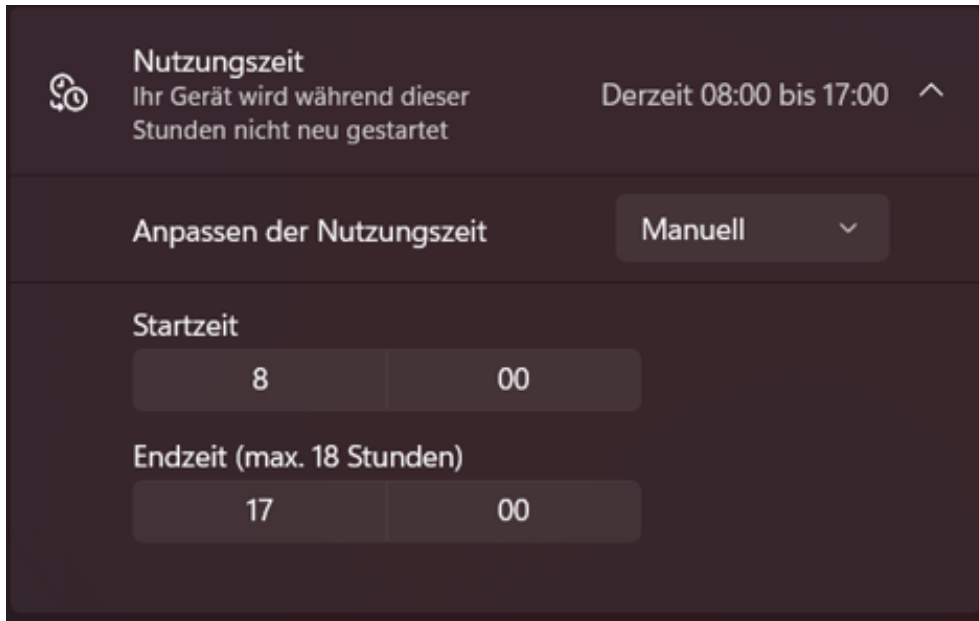 Nutzungszeit
Ihr Gerät wird während dieser
Stunden nicht neu gestartet
Derzeit 08:00 bis 17:00
Anpassen der Nutzungszeit
Manuell
Startzeit
8 00
Endzeit (max. 18 Stunden)
17 00